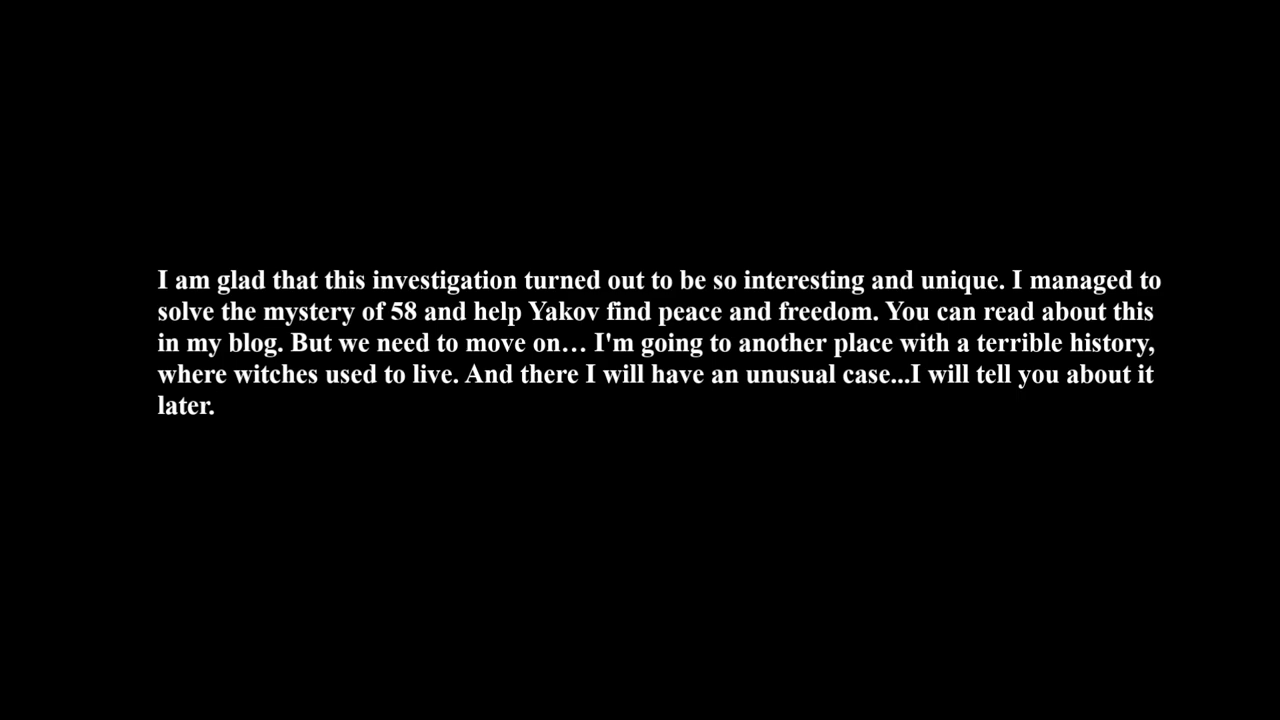 I am glad that this investigation turned out to be so interesting and unique. I managed to
solve the mystery of 58 and help Yakov find peace and freedom. You can read about this
in my blog. But we need to move on… I'm going to another place with a terrible history,
where witches used to live. And there I will have an unusual case...I will tell you about it
later.